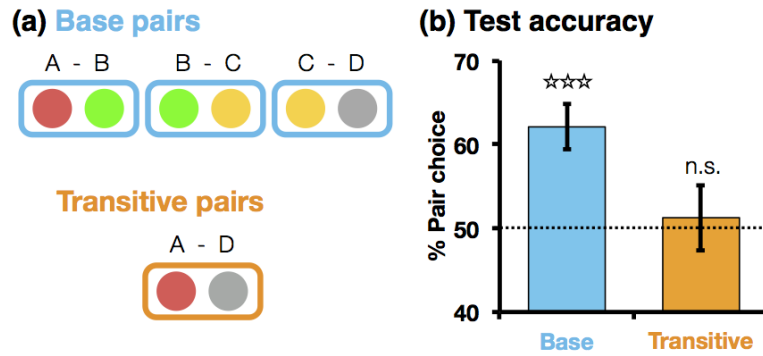 (a) Base pairs
A - B
B - C
C - D
Transitive pairs
A - D
(b) Test accuracy
% Pair choice
70
60
50
40
☆☆☆
n.s.
Base
Transitive